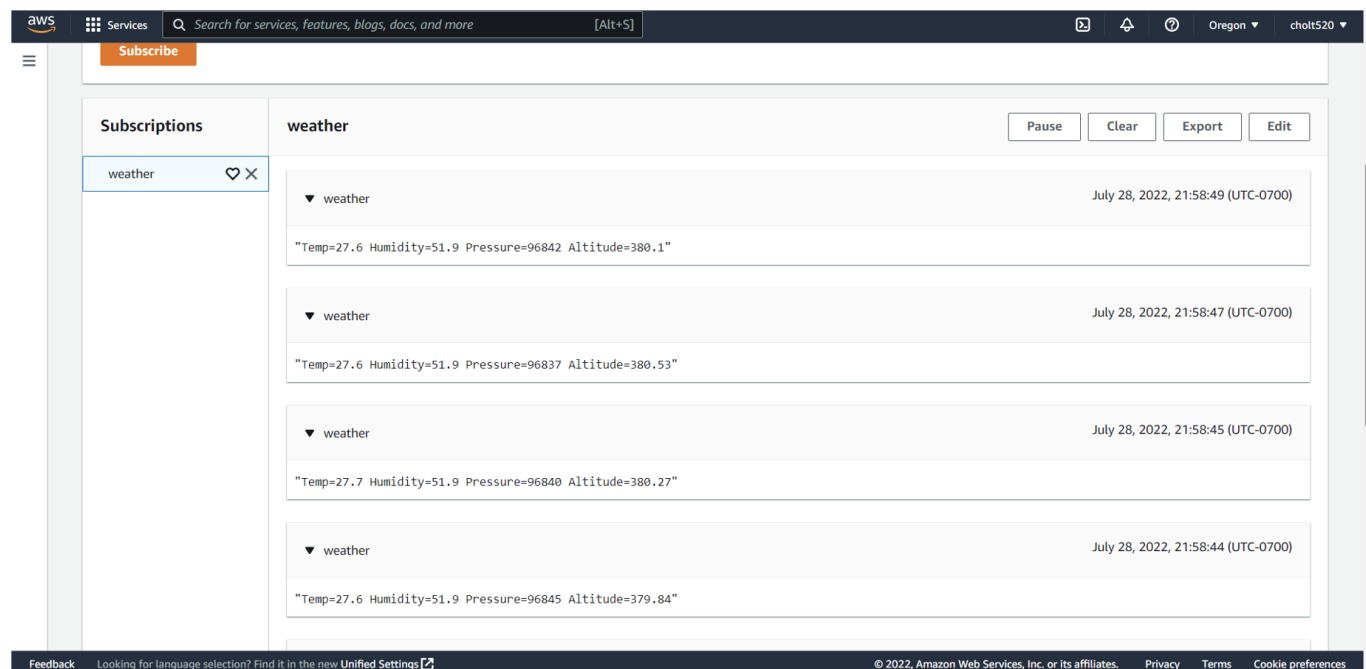 aws Services Search for services, features, blogs, docs, and more [Alt+S] Oregon cholt520
Subscribe
Subscriptions
weather
weather Pause Clear Export Edit
weather July 28, 2022, 21:58:49 (UTC-0700)
"Temp=27.6 Humidity=51.9 Pressure=96842 Altitude=380.1"
weather July 28, 2022, 21:58:47 (UTC-0700)
"Temp=27.6 Humidity=51.9 Pressure=96837 Altitude=380.53"
weather July 28, 2022, 21:58:45 (UTC-0700)
"Temp=27.7 Humidity=51.9 Pressure=96840 Altitude=380.27"
weather July 28, 2022, 21:58:44 (UTC-0700)
"Temp=27.6 Humidity=51.9 Pressure=96845 Altitude=379.84"
Feedback Looking for language selection? Find it in the new Unified Settings © 2022, Amazon Web Services, Inc. or its affiliates. Privacy Terms Cookie preferences